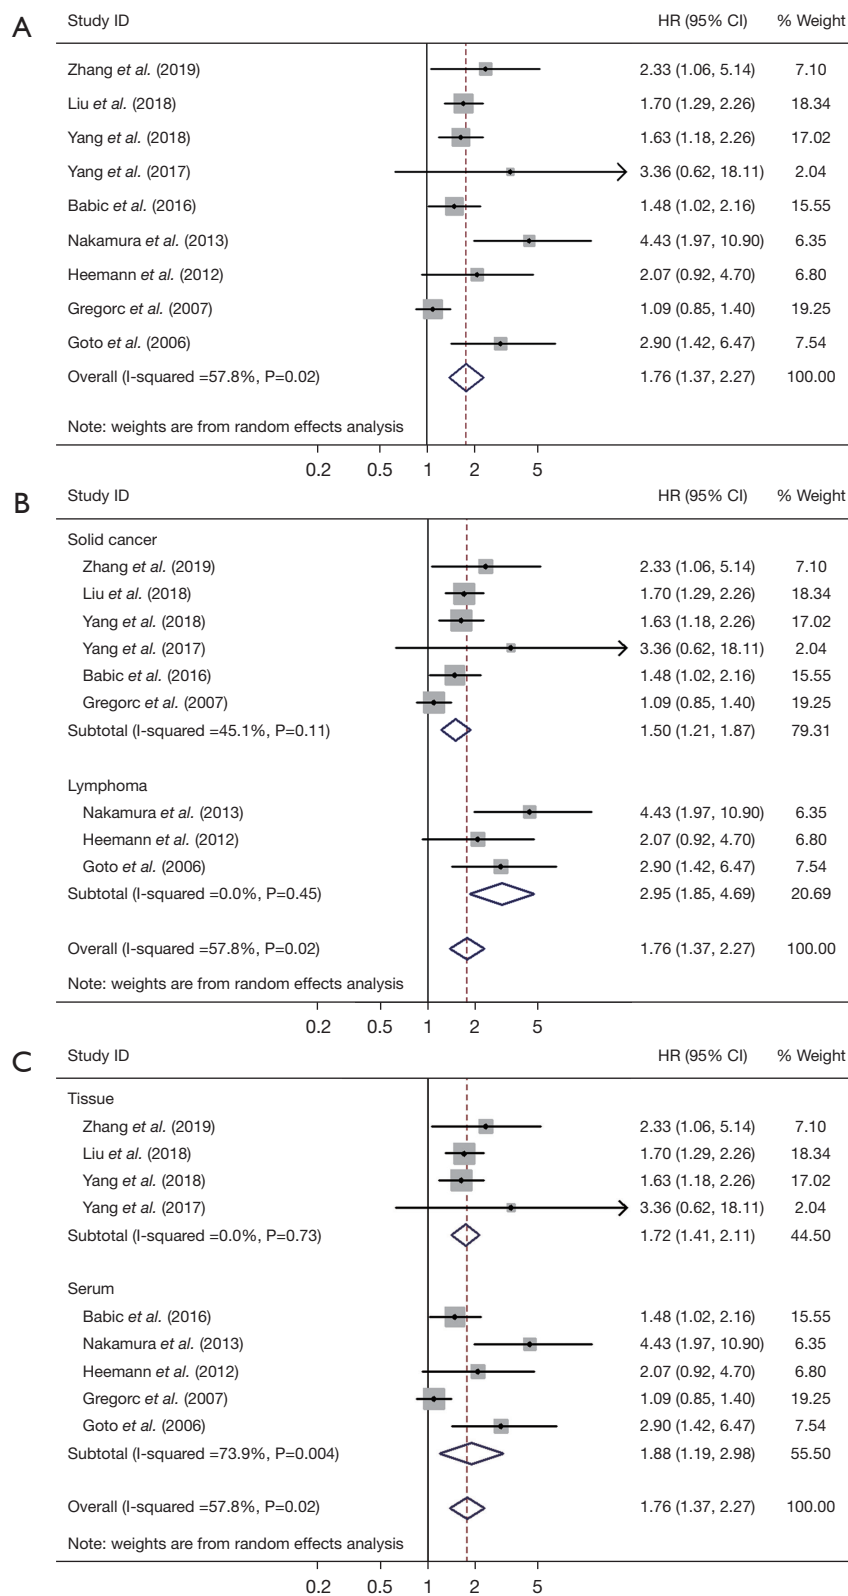 A
Study ID HR (95% CI) % Weight
Zhang et al. (2019) 2.33 (1.06, 5.14) 7.10
Liu et al. (2018) 1.70 (1.29, 2.26) 18.34
Yang et al. (2018) 1.63 (1.18, 2.26) 17.02
Yang et al. (2017) 3.36 (0.62, 18.11) 2.04
Babic et al. (2016) 1.48 (1.02, 2.16) 15.55
Nakamura et al. (2013) 4.43 (1.97, 10.90) 6.35
Heemann et al. (2012) 2.07 (0.92, 4.70) 6.80
Gregorc et al. (2007) 1.09 (0.85, 1.40) 19.25
Goto et al. (2006) 2.90 (1.42, 6.47) 7.54
Overall (I-squared =57.8%, P=0.02) 1.76 (1.37, 2.27) 100.00
Note: weights are from random effects analysis
0.2 0.5 1 2 5
B
Study ID HR (95% CI) % Weight
Solid cancer
Zhang et al. (2019) 2.33 (1.06, 5.14) 7.10
Liu et al. (2018) 1.70 (1.29, 2.26) 18.34
Yang et al. (2018) 1.63 (1.18, 2.26) 17.02
Yang et al. (2017) 3.36 (0.62, 18.11) 2.04
Babic et al. (2016) 1.48 (1.02, 2.16) 15.55
Gregorc et al. (2007) 1.09 (0.85, 1.40) 19.25
Subtotal (I-squared =45.1%, P=0.11) 1.50 (1.21, 1.87) 79.31
Lymphoma
Nakamura et al. (2013) 4.43 (1.97, 10.90) 6.35
Heemann et al. (2012) 2.07 (0.92, 4.70) 6.80
Goto et al. (2006) 2.90 (1.42, 6.47) 7.54
Subtotal (I-squared =0.0%, P=0.45) 2.95 (1.85, 4.69) 20.69
Overall (I-squared =57.8%, P=0.02) 1.76 (1.37, 2.27) 100.00
Note: weights are from random effects analysis
0.2 0.5 1 2 5
C
Study ID HR (95% CI) % Weight
Tissue
Zhang et al. (2019) 2.33 (1.06, 5.14) 7.10
Liu et al. (2018) 1.70 (1.29, 2.26) 18.34
Yang et al. (2018) 1.63 (1.18, 2.26) 17.02
Yang et al. (2017) 3.36 (0.62, 18.11) 2.04
Subtotal (I-squared =0.0%, P=0.73) 1.72 (1.41, 2.11) 44.50
Serum
Babic et al. (2016) 1.48 (1.02, 2.16) 15.55
Nakamura et al. (2013) 4.43 (1.97, 10.90) 6.35
Heemann et al. (2012) 2.07 (0.92, 4.70) 6.80
Gregorc et al. (2007) 1.09 (0.85, 1.40) 19.25
Goto et al. (2006) 2.90 (1.42, 6.47) 7.54
Subtotal (I-squared =73.9%, P=0.004) 1.88 (1.19, 2.98) 55.50
Overall (I-squared =57.8%, P=0.02) 1.76 (1.37, 2.27) 100.00
Note: weights are from random effects analysis
0.2 0.5 1 2 5